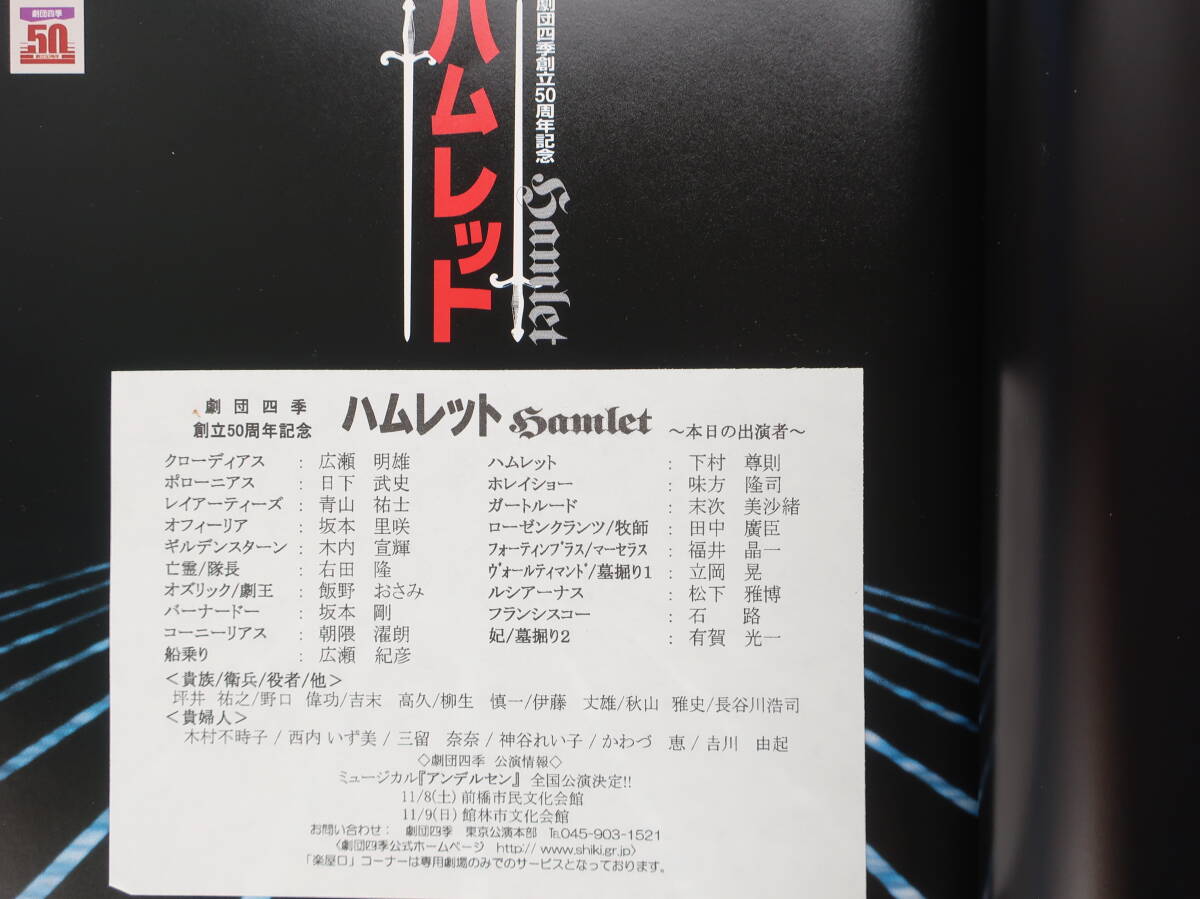 劇団四季
50
創立50周年
ハムレット
劇団四季創立50周年記念
Hamlet
劇団四季
創立50周年記念
ハムレット Hamlet ～本日の出演者～
クローディアス : 広瀬 明雄 ハムレット : 下村 尊則
ポローニアス : 日下 武史 ホレイショー : 味方 隆司
レイアーティーズ : 青山 祐士 ガートルード : 末次 美沙緒
オフィーリア : 坂本 里咲 ローゼンクランツ/牧師 : 田中 廣臣
ギルデンスターン : 木内 宣輝 フォーティンブラス/マーセラス : 福井 晶一
亡霊/隊長 : 石田 隆 ヴォールティマンド/墓掘り1 : 立岡 晃
オズリック/劇王 : 飯野 おさみ ルシアーナス : 松下 雅博
バーナードー : 坂本 剛 フランシスコー : 石 路
コーニーリアス : 朝隈 濯朗 妃/墓掘り2 : 有賀 光一
船乗り : 広瀬 紀彦
＜貴族/衛兵/役者/他＞
坪井 祐之/野口 偉功/吉末 高久/柳生 慎一/伊藤 丈雄/秋山 雅史/長谷川浩司
＜貴婦人＞
木村不時子/西内 いず美/三留 奈奈/神谷れい子/かわづ 恵/吉川 由起
◇劇団四季 公演情報◇
ミュージカル『アンデルセン』 全国公演決定!!
11/8(土) 前橋市民文化会館
11/9(日) 館林市文化会館
お問い合わせ： 劇団四季 東京公演本部 ℡045-903-1521
〈劇団四季公式ホームページ http://www.shiki.gr.jp〉
「楽屋口」コーナーは専用劇場のみでのサービスとなっております。